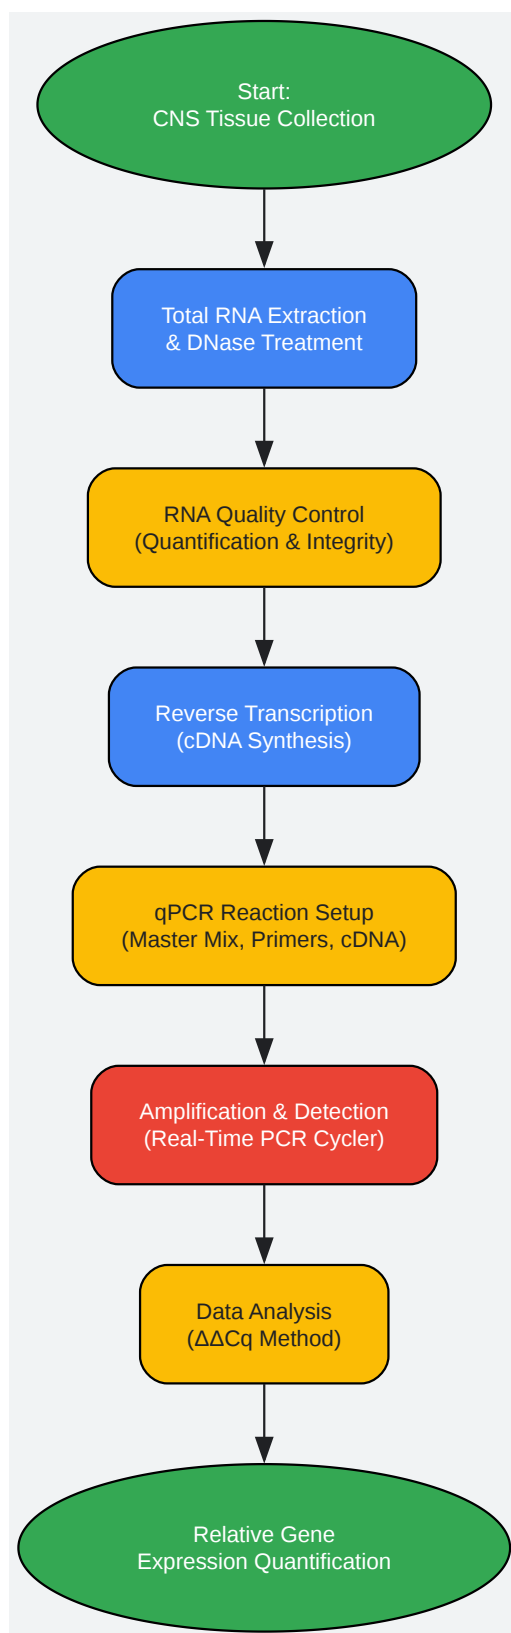 Start:
CNS Tissue Collection
Total RNA Extraction
& DNase Treatment
RNA Quality Control
(Quantification & Integrity)
Reverse Transcription
(cDNA Synthesis)
qPCR Reaction Setup
(Master Mix, Primers, cDNA)
Amplification & Detection
(Real-Time PCR Cycler)
Data Analysis
(ΔΔCq Method)
Relative Gene
Expression Quantification